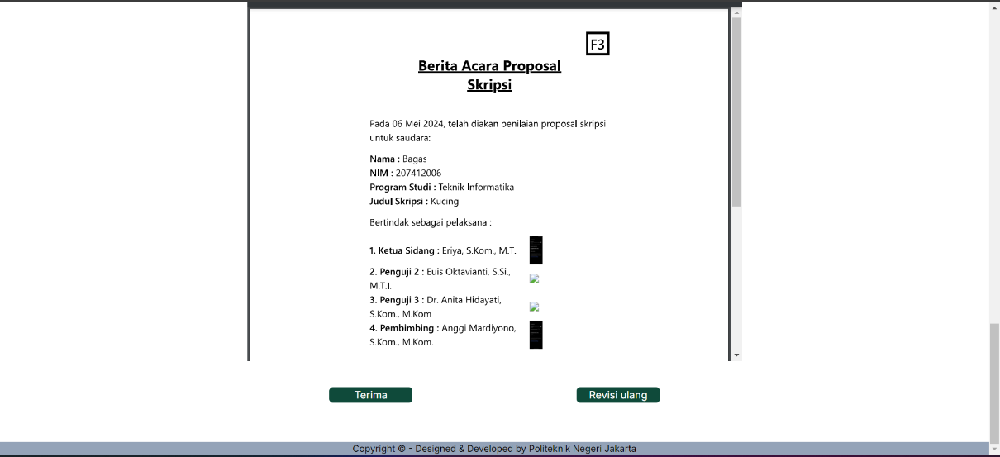 F3
Berita Acara Proposal
Skripsi
Pada 06 Mei 2024, telah diakan penilaian proposal skripsi
untuk saudara:
Nama : Bagas
NIM : 207412006
Program Studi : Teknik Informatika
Judul Skripsi : Kucing
Bertindak sebagai pelaksana :
1. Ketua Sidang : Eriya, S.Kom., M.T.
2. Penguji 2 : Euis Oktavianti, S.Si.,
M.T.I.
3. Penguji 3 : Dr. Anita Hidayati,
S.Kom., M.Kom
4. Pembimbing : Anggi Mardiyono,
S.Kom., M.Kom.
Terima
Revisi ulang
Copyright © - Designed & Developed by Politeknik Negeri Jakarta